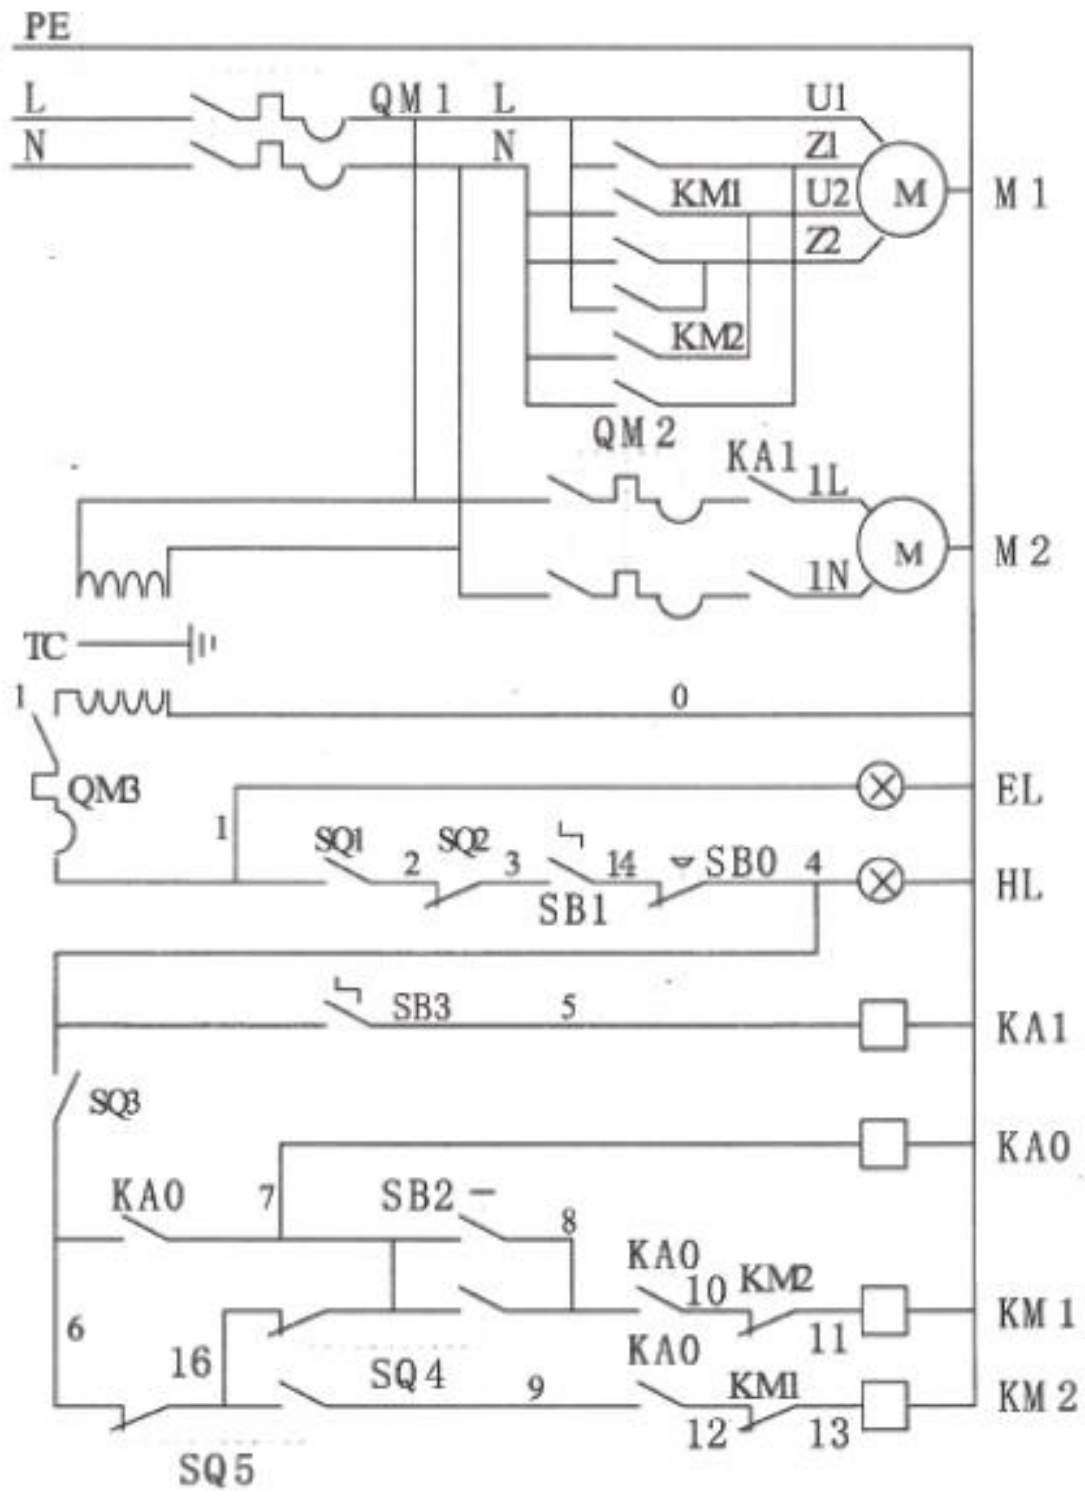 PE
L QM1 L U1
N N Z1
KM1 U2 M M1
Z2
KM2
QM2
KA1 1L
M M2
1N
TC
1 0
QM3 EL
1 SQ1 2 SQ2 3 14 SB0 4 HL
SB1
SB3 5 KA1
SQ3
KA0
KA0 7 SB2 8
KA0 10 KM2
6 11 KM1
16 SQ4 9 KA0 KM1 KM2
12 13
SQ5